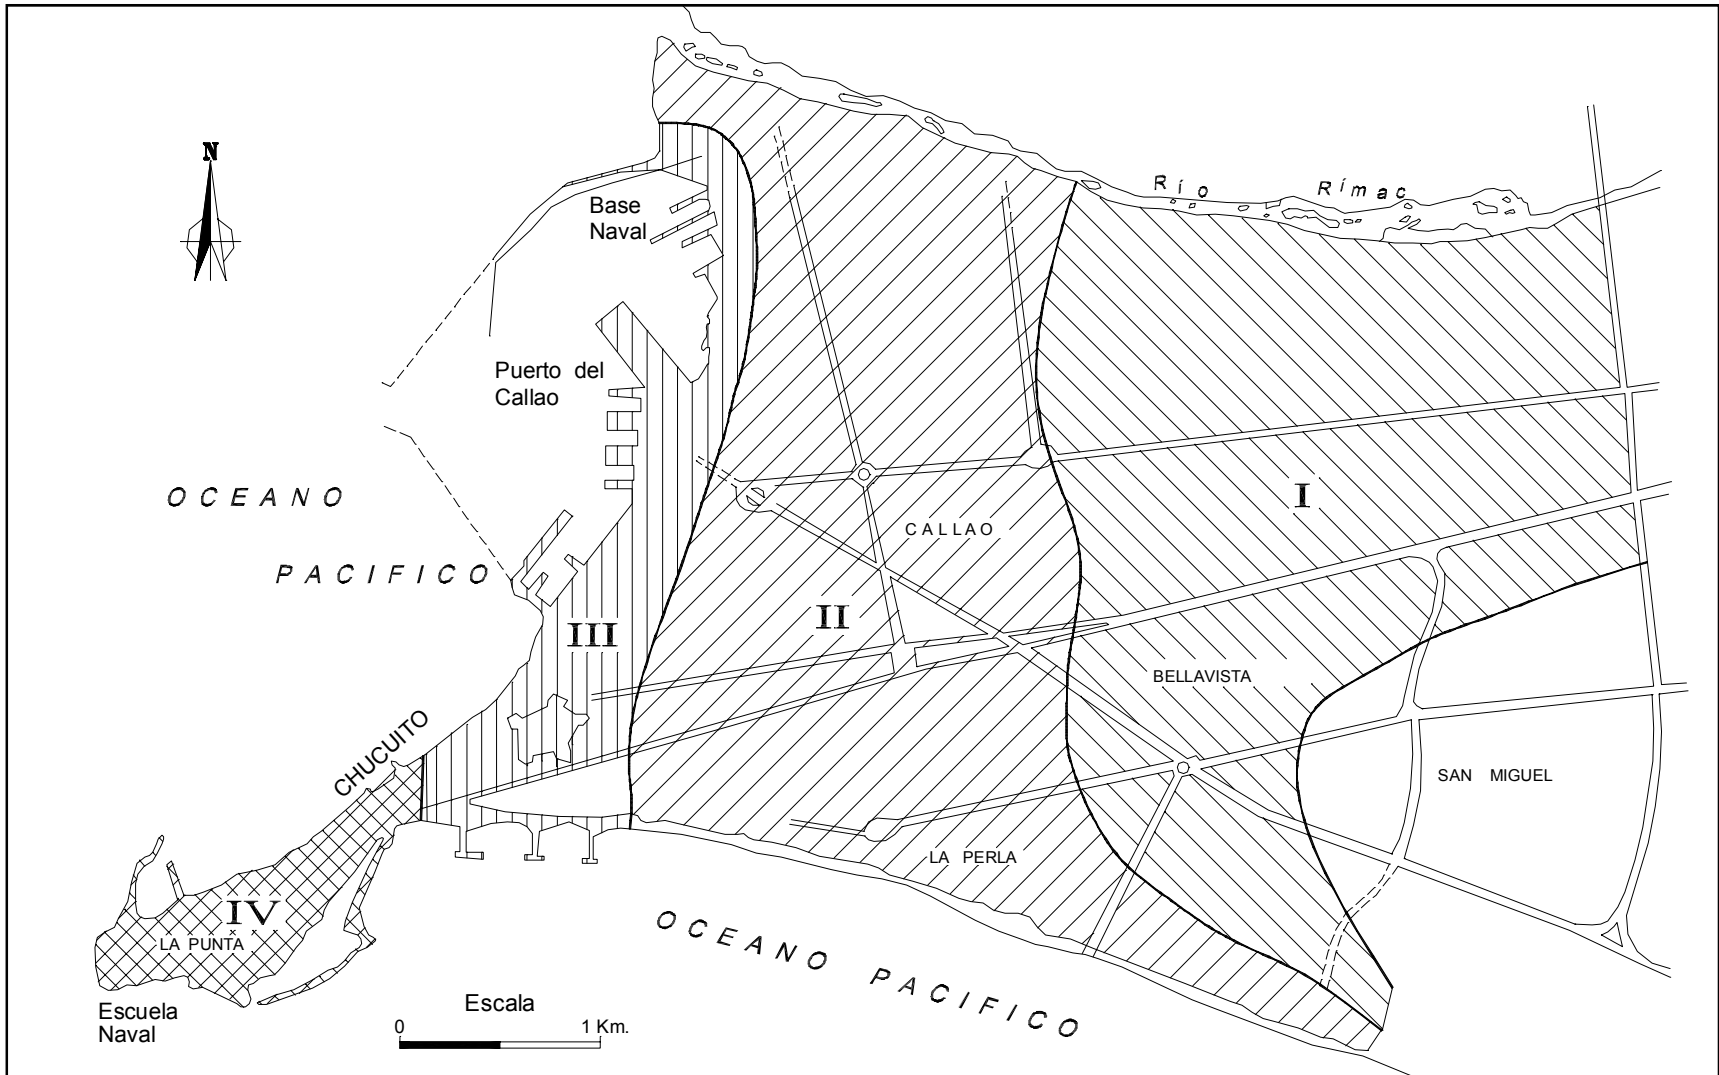 N
Río Rímac
Base
Naval
Puerto del
Callao
OCEANO
PACIFICO
I
CALLAO
II
III
BELLAVISTA
CHUCUITO
SAN MIGUEL
LA PERLA
IV
LA PUNTA
OCEANO PACIFICO
Escuela
Naval
Escala
0 1 Km.